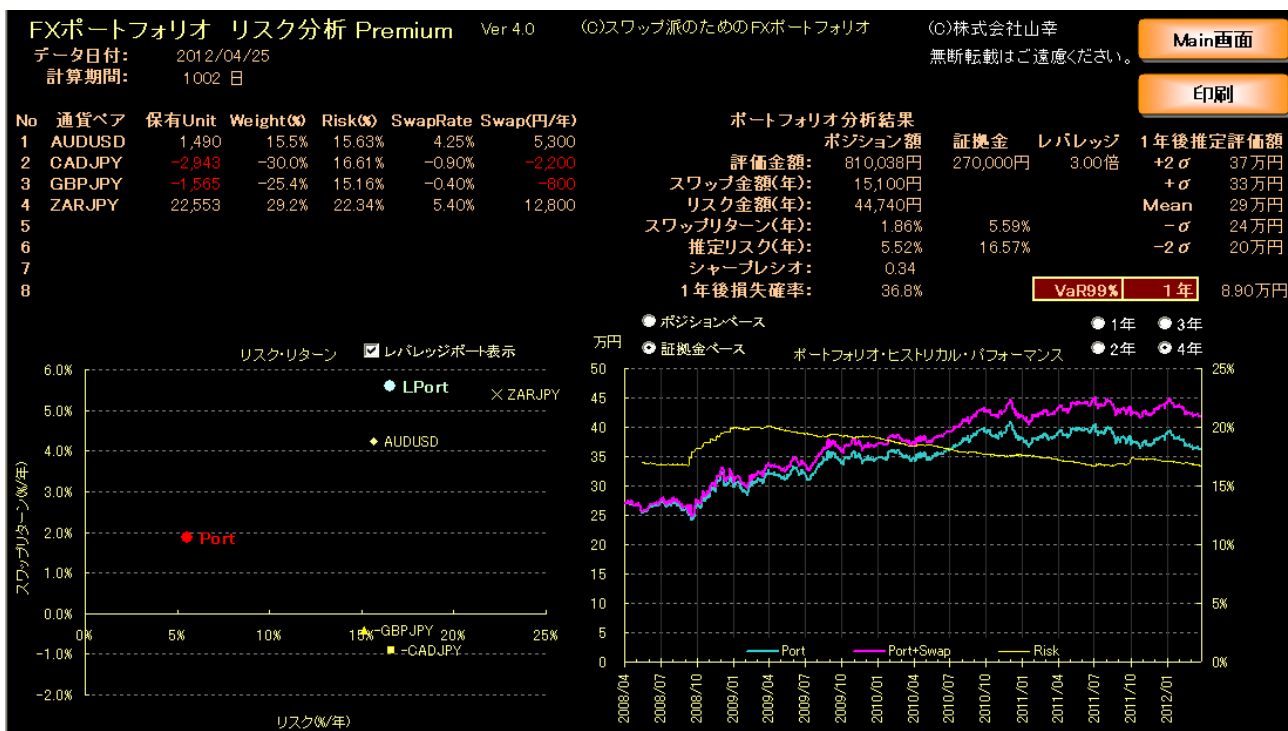 FXポートフォリオ リスク分析 Premium Ver 4.0 (C)スワップ派のためのFXポートフォリオ (C)株式会社山幸
無断転載はご遠慮ください。
Main画面
印刷
データ日付: 2012/04/25
計算期間: 1002 日
No 通貨ペア 保有Unit Weight(%) Risk(%) SwapRate Swap(円/年)
1 AUDUSD 1,490 15.5% 15.63% 4.25% 5,300
2 CADJPY -2,943 -30.0% 16.61% -0.90% -2,200
3 GBPJPY -1,565 -25.4% 15.16% -0.40% -800
4 ZARJPY 22,553 29.2% 22.34% 5.40% 12,800
5
6
7
8
ポートフォリオ分析結果
ポジション額 証拠金 レバレッジ 1年後推定評価額
評価金額: 810,038円 270,000円 3.00倍 +2σ 37万円
スワップ金額(年): 15,100円 +σ 33万円
リスク金額(年): 44,740円 Mean 29万円
スワップリターン(年): 1.86% 5.59% -σ 24万円
推定リスク(年): 5.52% 16.57% -2σ 20万円
シャープレシオ: 0.34
1年後損失確率: 36.8% VaR99% 1年 8.90万円
リスク・リターン
レバレッジポート表示
6.0%
5.0%
4.0%
3.0%
2.0%
1.0%
0.0%
-1.0%
-2.0%
スワップリターン(%/年)
LPort
ZARJPY
AUDUSD
Port
-GBPJPY
-CADJPY
0% 5% 10% 15% 20% 25%
リスク(%/年)
ポジションベース
証拠金ベース
1年 3年
2年 4年
万円
ポートフォリオ・ヒストリカル・パフォーマンス
50
45
40
35
30
25
20
15
10
5
0
25%
20%
15%
10%
5%
0%
Port Port+Swap Risk
2008/04 2008/07 2008/10 2009/01 2009/04 2009/07 2009/10 2010/01 2010/04 2010/07 2010/10 2011/01 2011/04 2011/07 2011/10 2012/01